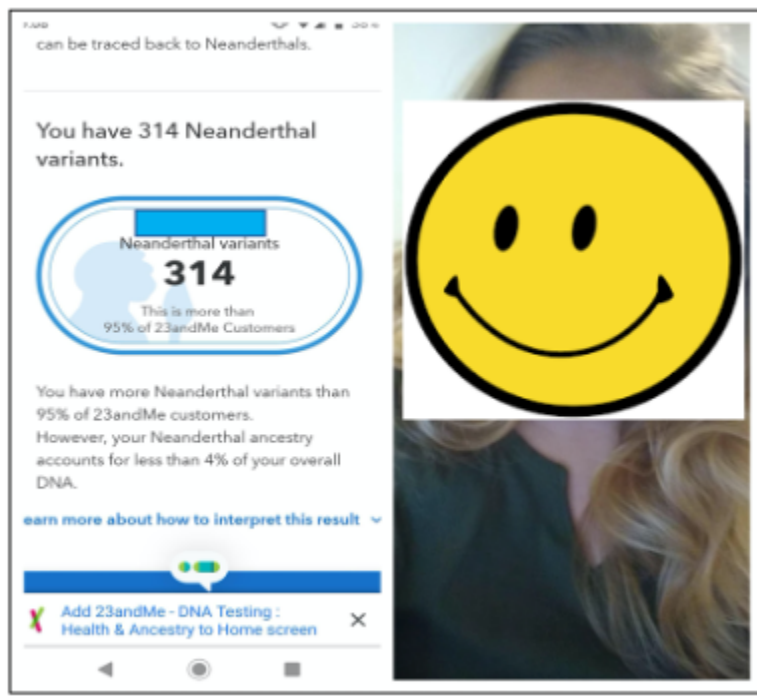 can be traced back to Neanderthals.
You have 314 Neanderthal
variants.
Neanderthal variants
314
This is more than
95% of 23andMe Customers
You have more Neanderthal variants than
95% of 23andMe customers.
However, your Neanderthal ancestry
accounts for less than 4% of your overall
DNA.
earn more about how to interpret this result
Add 23andMe - DNA Testing :
Health & Ancestry to Home screen